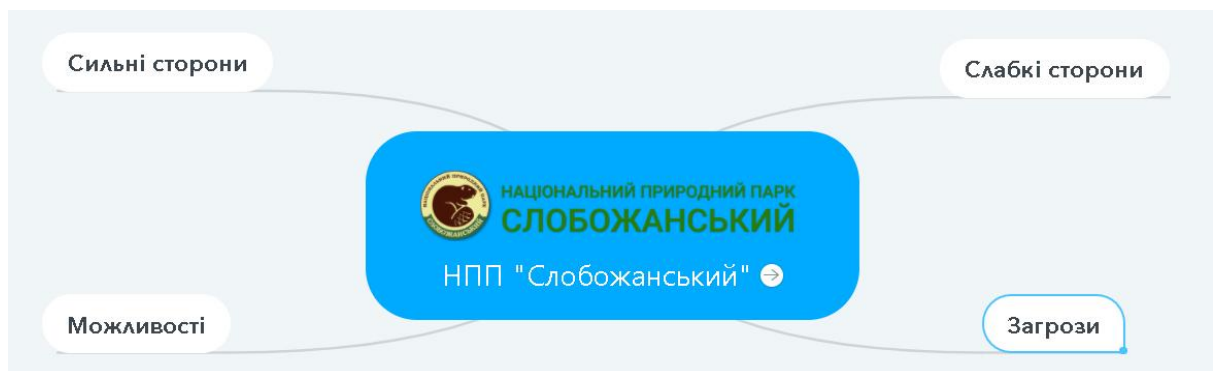 Сильні сторони
Слабкі сторони
НАЦІОНАЛЬНИЙ ПРИРОДНИЙ ПАРК
СЛОБОЖАНСЬКИЙ
НПП "Слобожанський"
Можливості
Загрози